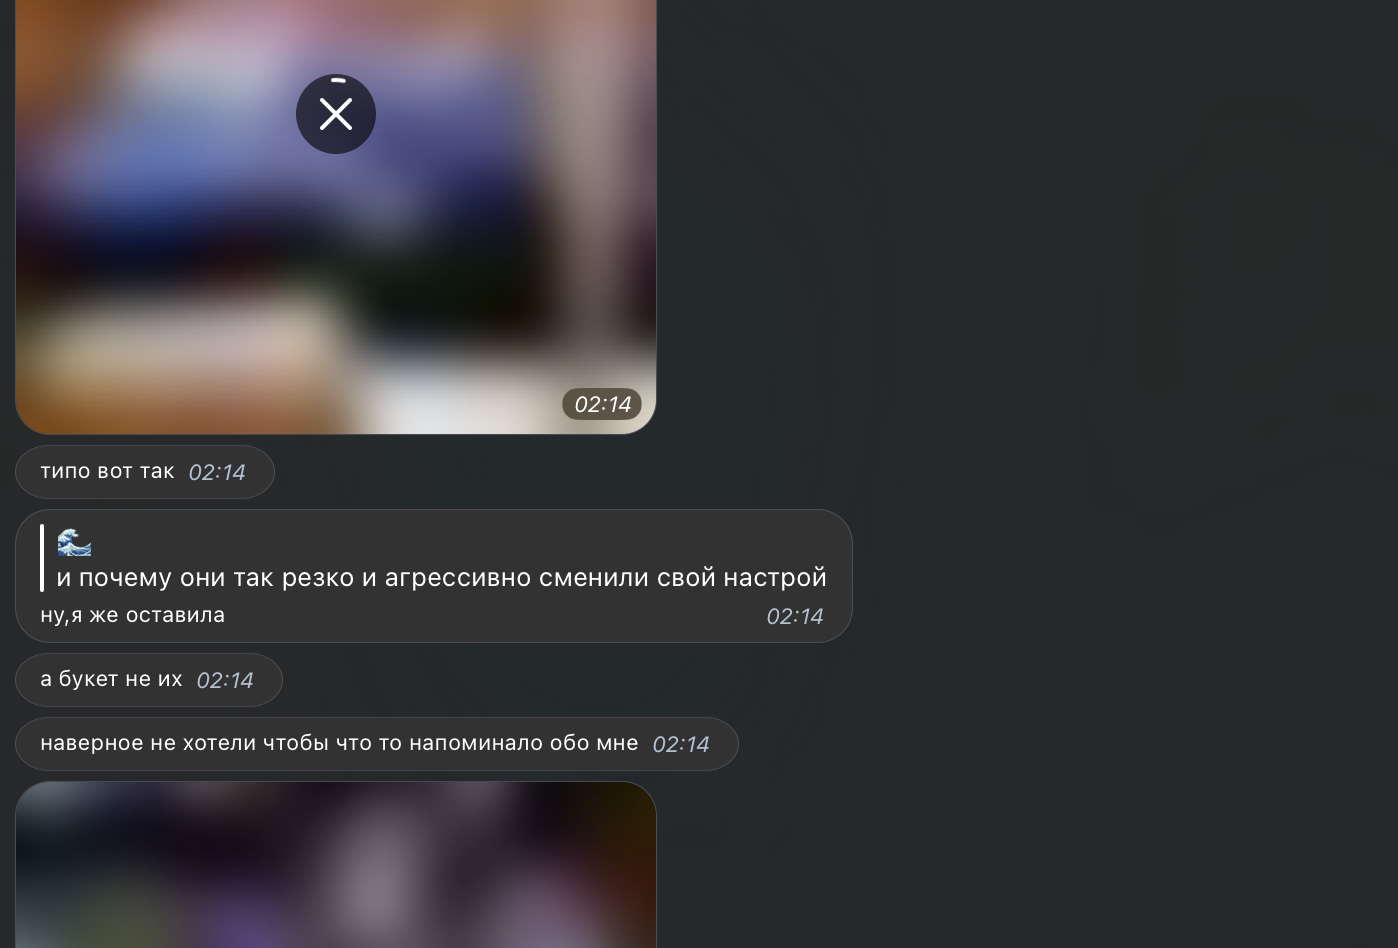 02:14
типо вот так 02:14
🌊
и почему они так резко и агрессивно сменили свой настрой
ну,я же оставила 02:14
а букет не их 02:14
наверное не хотели чтобы что то напоминало обо мне 02:14